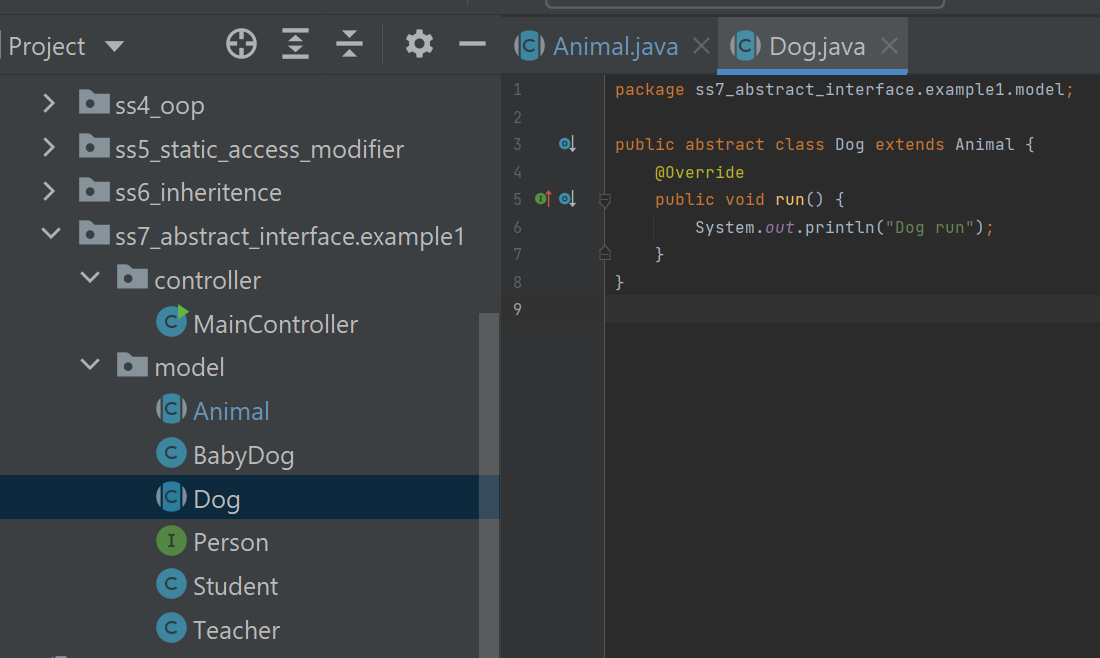 Project
ss4_oop
ss5_static_access_modifier
ss6_inheritence
ss7_abstract_interface.example1
controller
C MainController
model
C Animal
C BabyDog
C Dog
I Person
C Student
C Teacher
C Animal.java
C Dog.java
1 package ss7_abstract_interface.example1.model;
2
3 public abstract class Dog extends Animal {
4 @Override
5 public void run() {
6 System.out.println("Dog run");
7 }
8 }
9